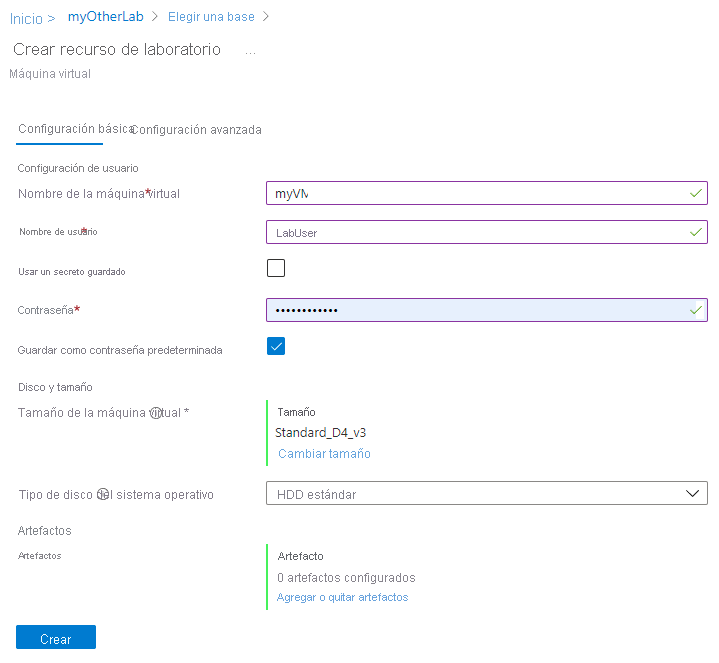 Inicio > myOtherLab > Elegir una base >
Crear recurso de laboratorio ...
Máquina virtual
Configuración básica Configuración avanzada
Configuración de usuario
Nombre de la máquina virtual* myVM
Nombre de usuario* LabUser
Usar un secreto guardado
Contraseña* ••••••••••••
Guardar como contraseña predeterminada
Disco y tamaño
Tamaño de la máquina virtual * Tamaño
Standard_D4_v3
Cambiar tamaño
Tipo de disco del sistema operativo HDD estándar
Artefactos
Artefactos Artefacto
0 artefactos configurados
Agregar o quitar artefactos
Crear